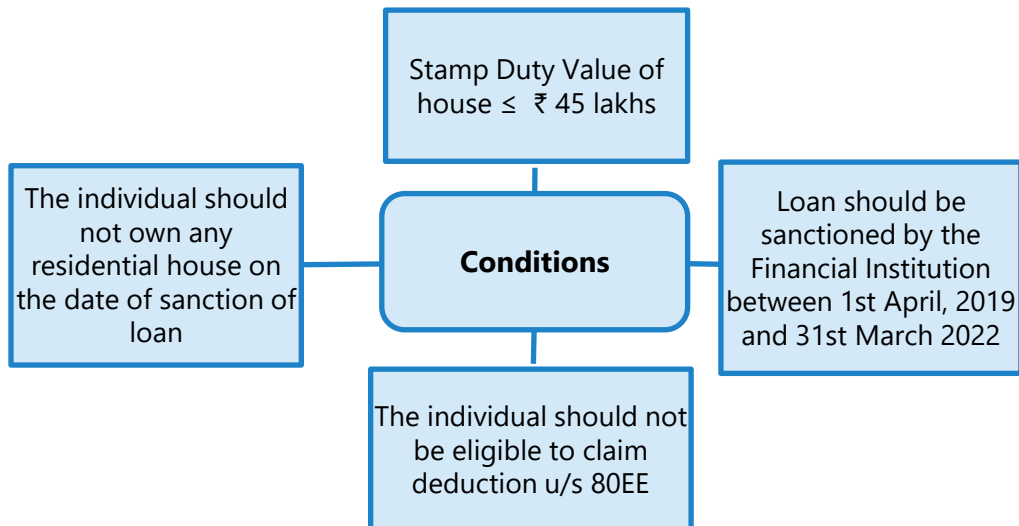 Stamp Duty Value of
house ≤ ₹ 45 lakhs
The individual should
not own any
residential house on
the date of sanction of
loan
Conditions
Loan should be
sanctioned by the
Financial Institution
between 1st April, 2019
and 31st March 2022
The individual should not
be eligible to claim
deduction u/s 80EE